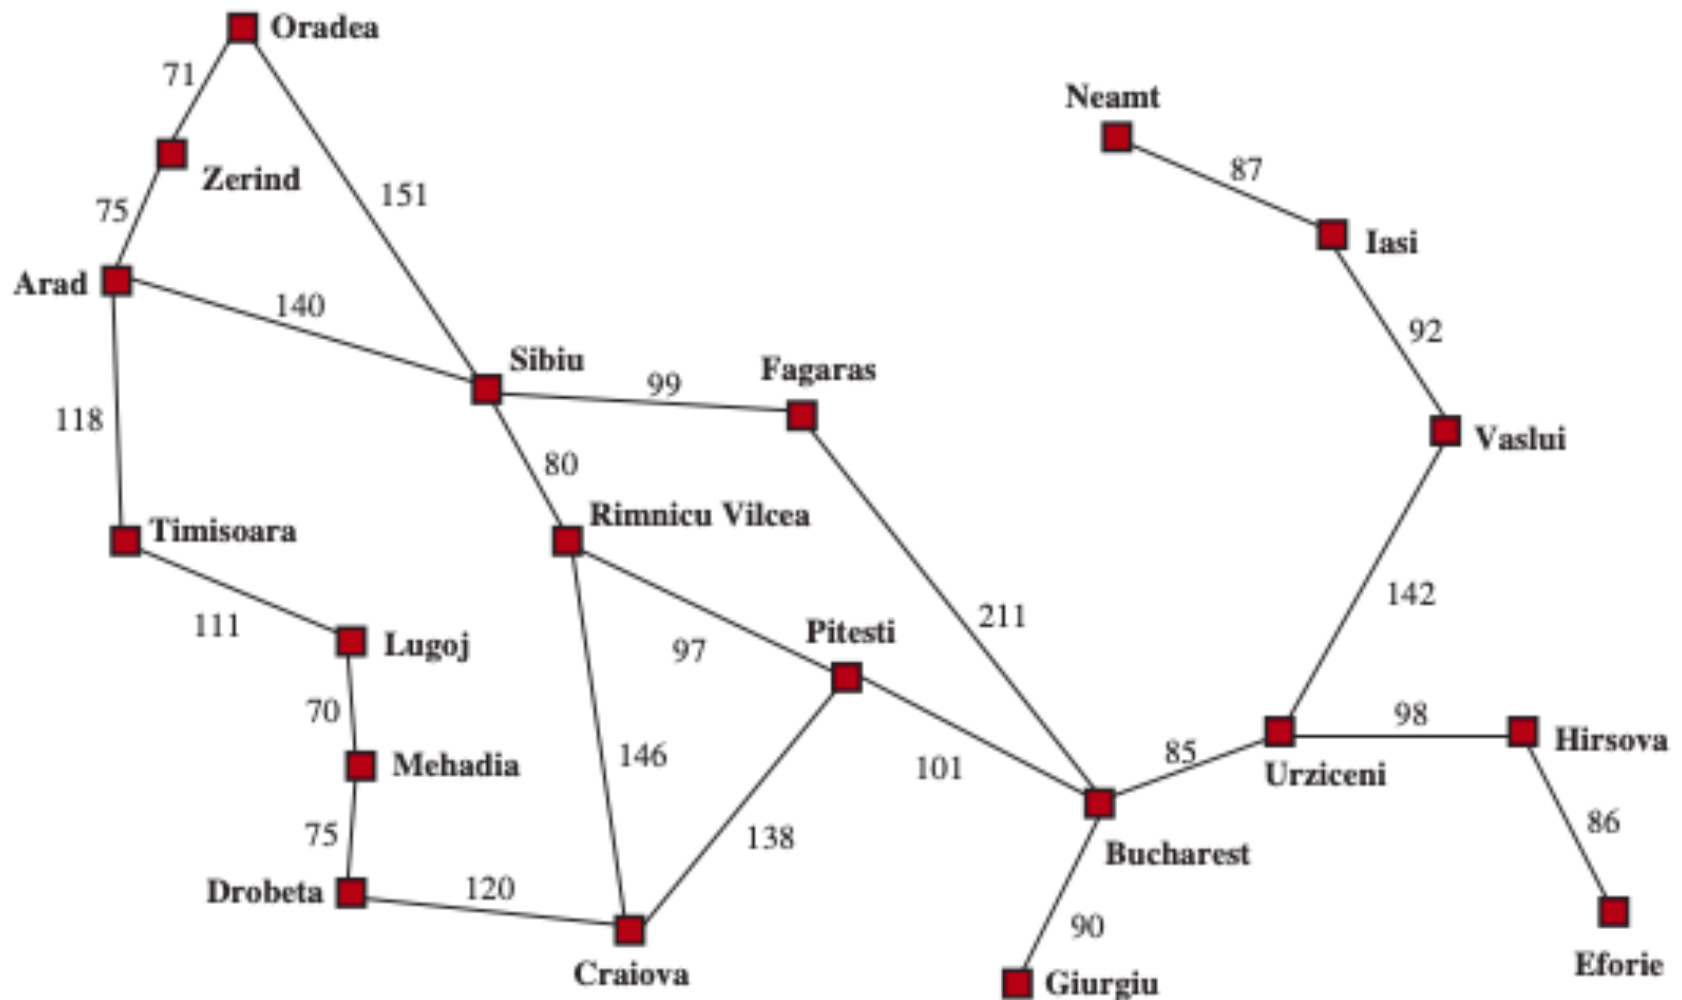 Oradea
71
Neamt
87
Zerind
151
75
Iasi
Arad
140
92
Sibiu
Fagaras
99
118
Vaslui
80
Rimnicu Vilcea
Timisoara
142
211
111
Pitesti
Lugoj
97
70
98
Hirsova
146
85
Mehadia
101
Urziceni
86
75
138
Bucharest
Drobeta
120
90
Eforie
Craiova
Giurgiu